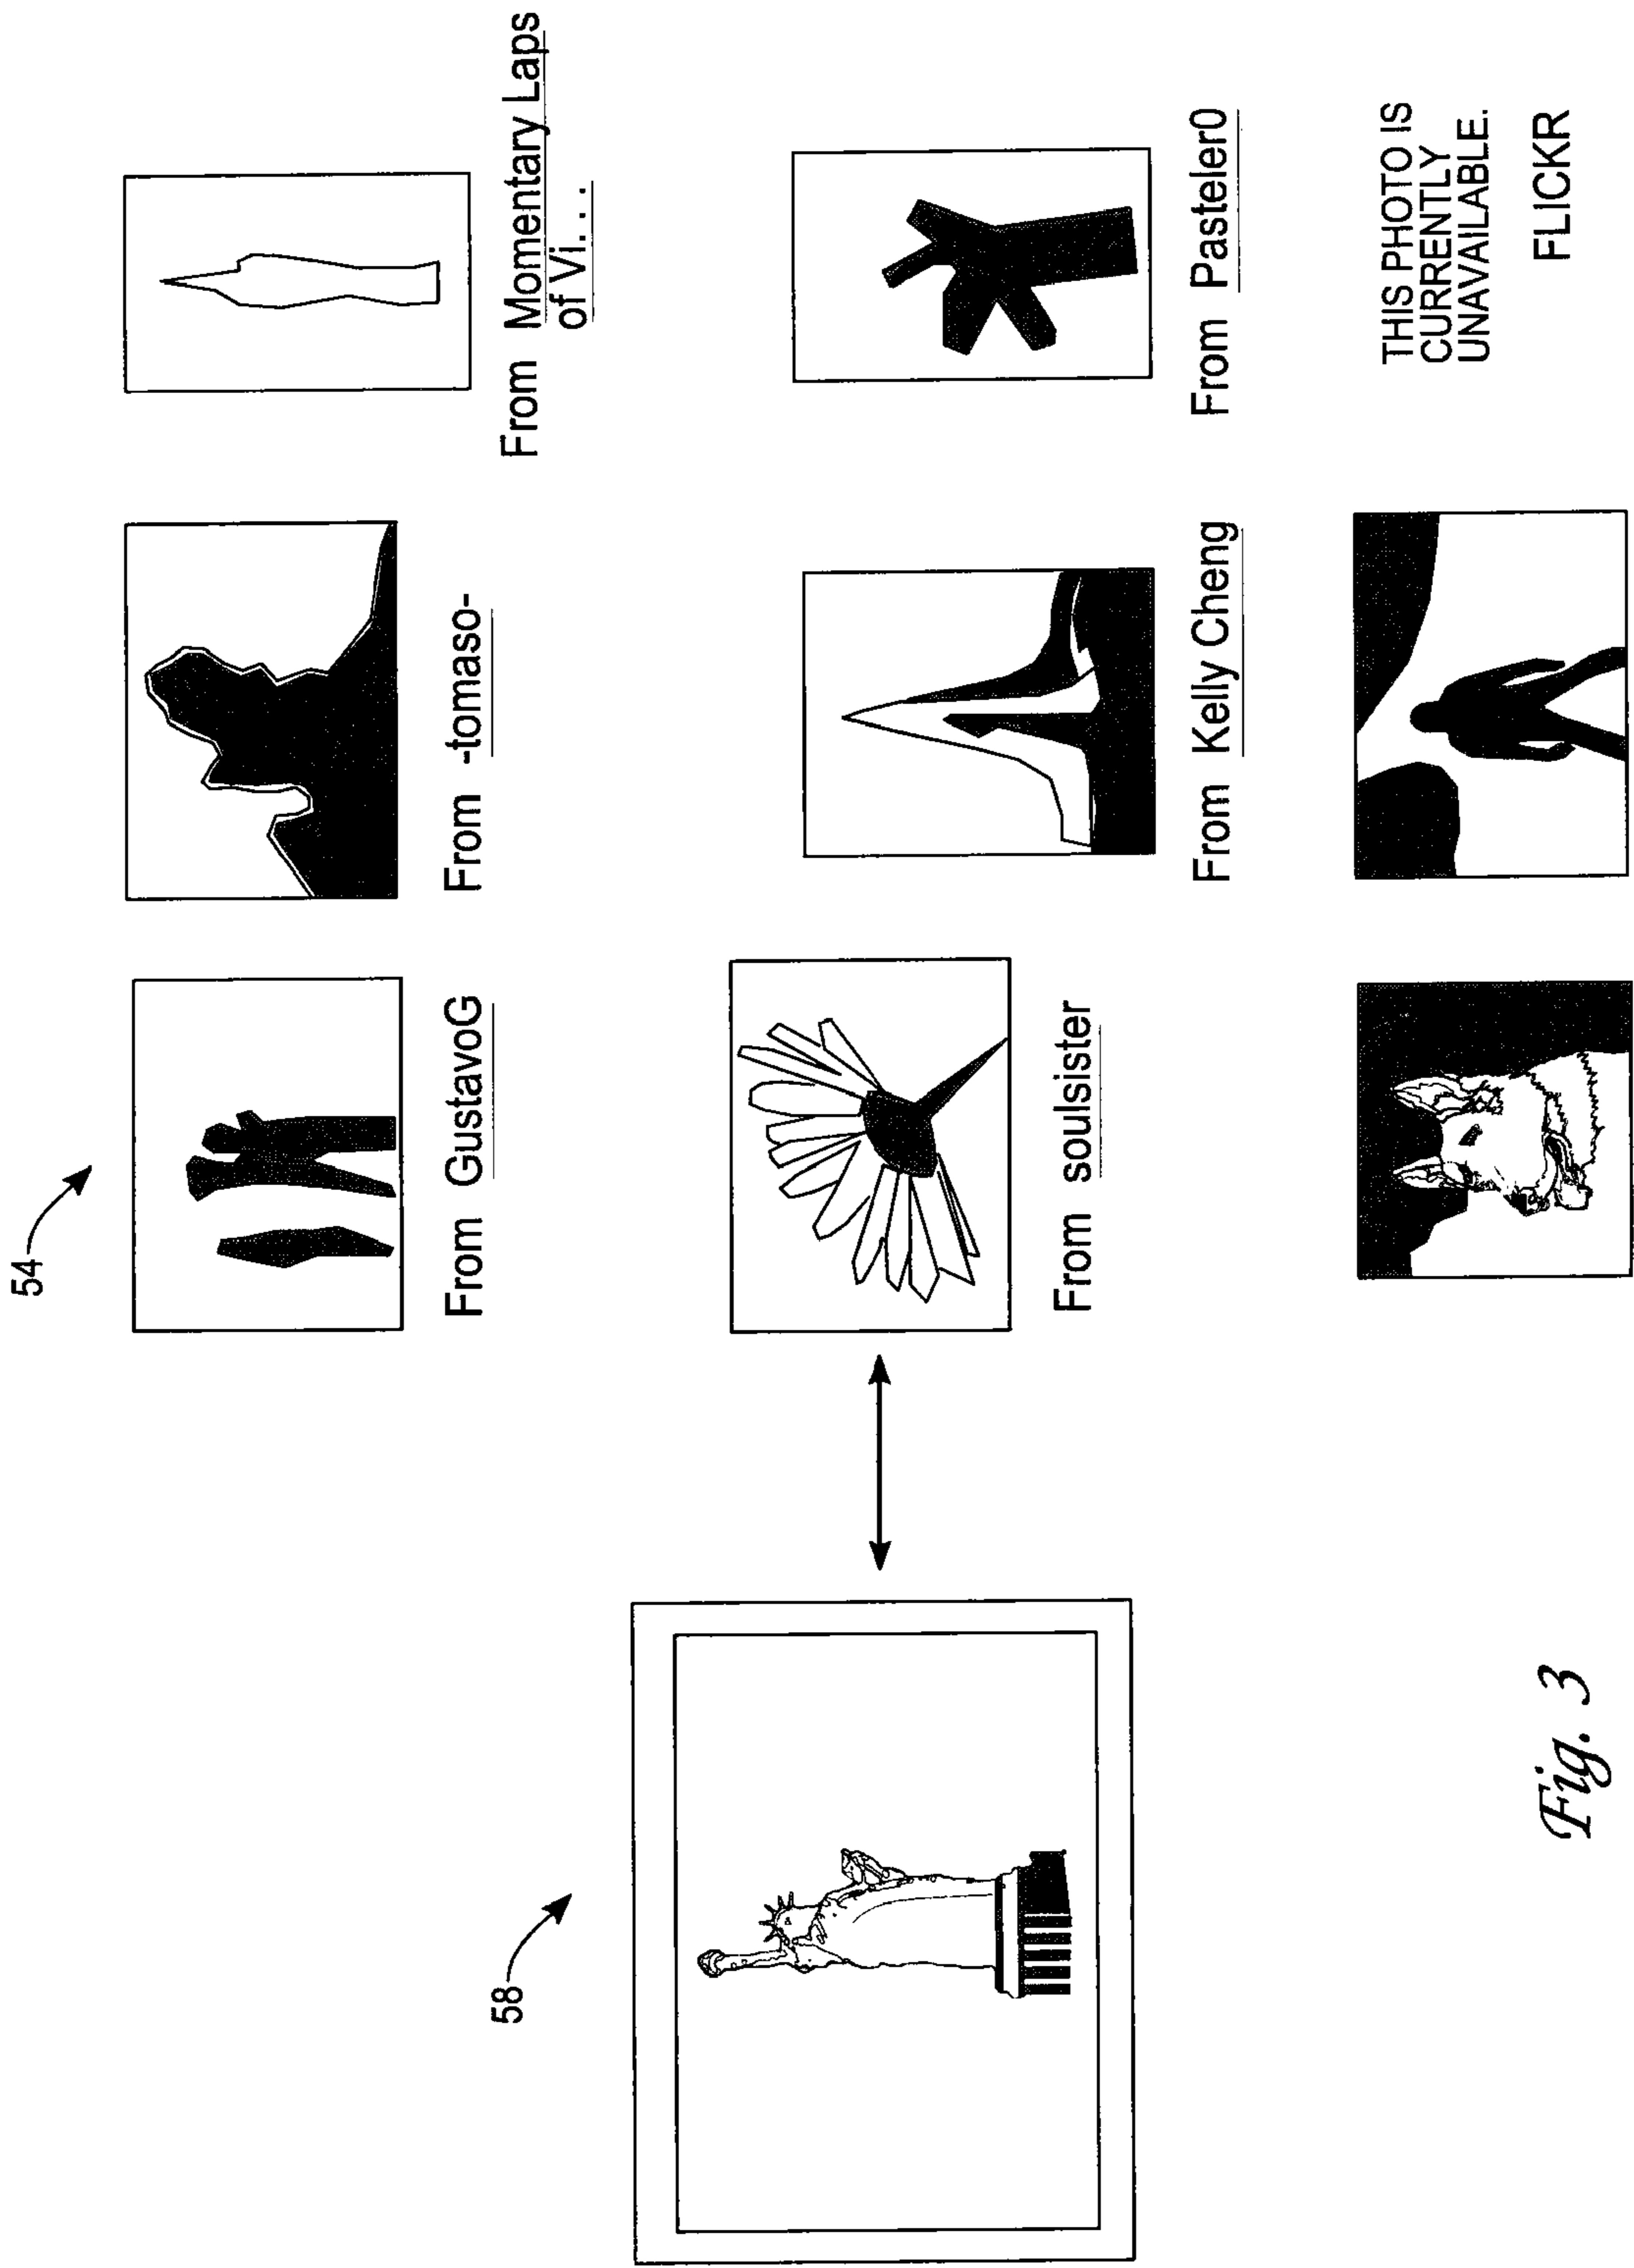 54
From GustavoG
From -tomaso-
From Momentary Laps
of Vi...
58
From soulsister
From Kelly Cheng
From Pasteler0
THIS PHOTO IS
CURRENTLY
UNAVAILABLE.
FLICKR
Fig. 3